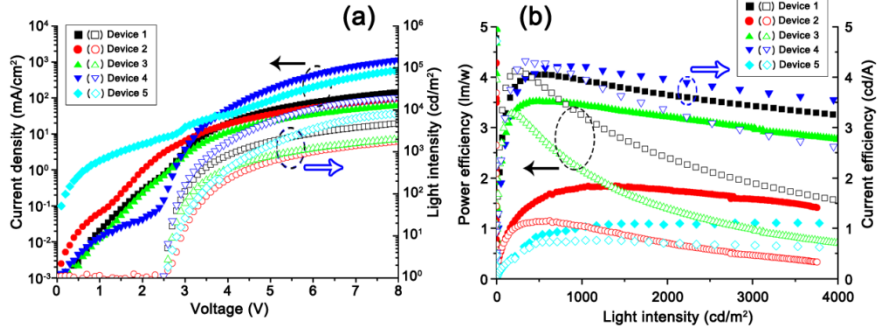 (a)
Current density (mA/cm²)
10⁴
10³
10²
10¹
10⁰
10⁻¹
10⁻²
10⁻³
( ) Device 1
( ) Device 2
( ) Device 3
( ) Device 4
( ) Device 5
10⁶
10⁵
10⁴
10³
10²
10¹
10⁰
Light intensity (cd/m²)
0 1 2 3 4 5 6 7 8
Voltage (V)
(b)
Power efficiency (lm/w)
5
4
3
2
1
0
( ) Device 1
( ) Device 2
( ) Device 3
( ) Device 4
( ) Device 5
5
4
3
2
1
0
Current efficiency (cd/A)
0 1000 2000 3000 4000
Light intensity (cd/m²)